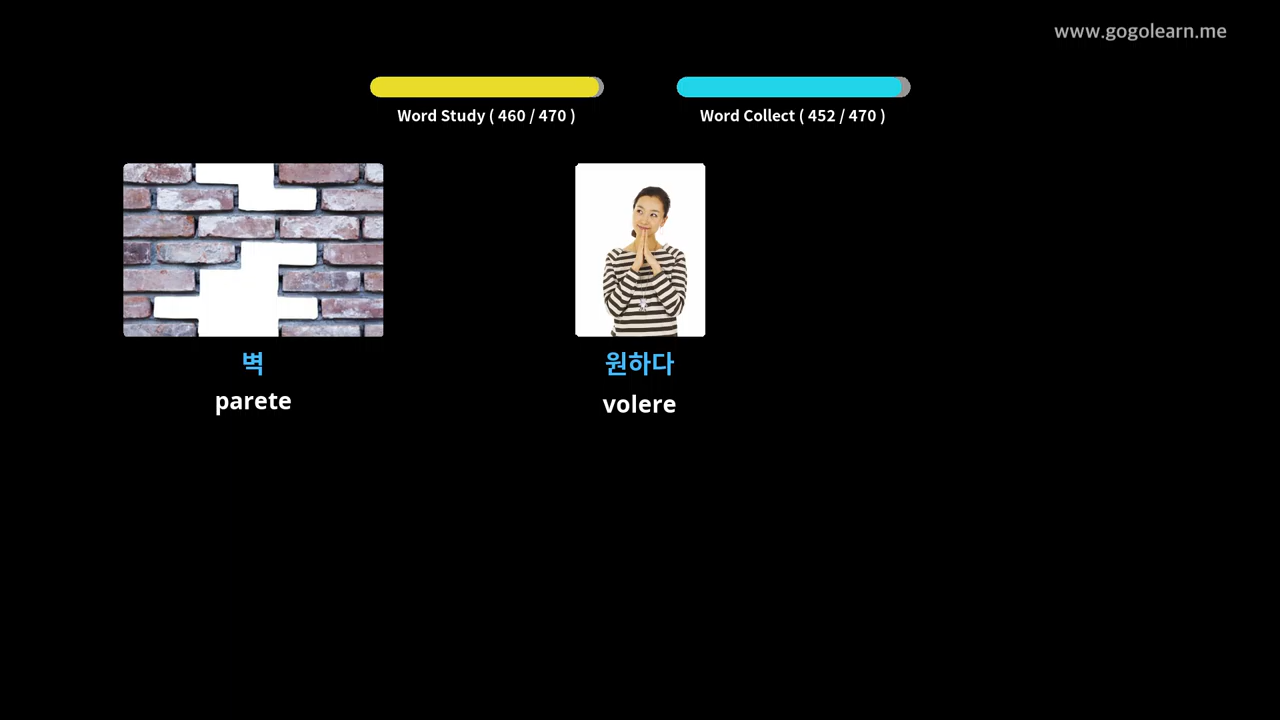 www.gogolearn.me
Word Study ( 460 / 470 )
Word Collect ( 452 / 470 )
벽
parete
원하다
volere